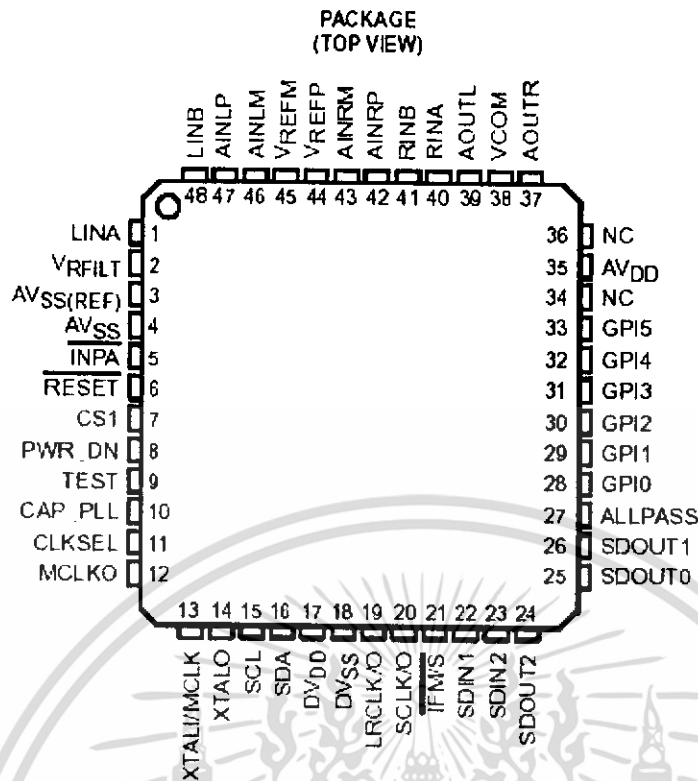 PACKAGE
(TOP VIEW)
LINB
AINLP
AINLM
VREFM
VREFP
AINRM
AINRP
RINB
RINA
AOUTL
VCOM
AOUTR
48 47 46 45 44 43 42 41 40 39 38 37
LINA 1
VRFILT 2
AVSS(REF) 3
AVSS 4
INPA 5
RESET 6
CS1 7
PWR_DN 8
TEST 9
CAP_PLL 10
CLKSEL 11
MCLKO 12
36 NC
35 AVDD
34 NC
33 GPI5
32 GPI4
31 GPI3
30 GPI2
29 GPI1
28 GPI0
27 ALLPASS
26 SDOUT1
25 SDOUT0
13 14 15 16 17 18 19 20 21 22 23 24
XTALI/MCLK
XTALO
SCL
SDA
DVDD
DVSS
LRCLK/O
SCLK/O
IFM/S
SDIN1
SDIN2
SDOUT2